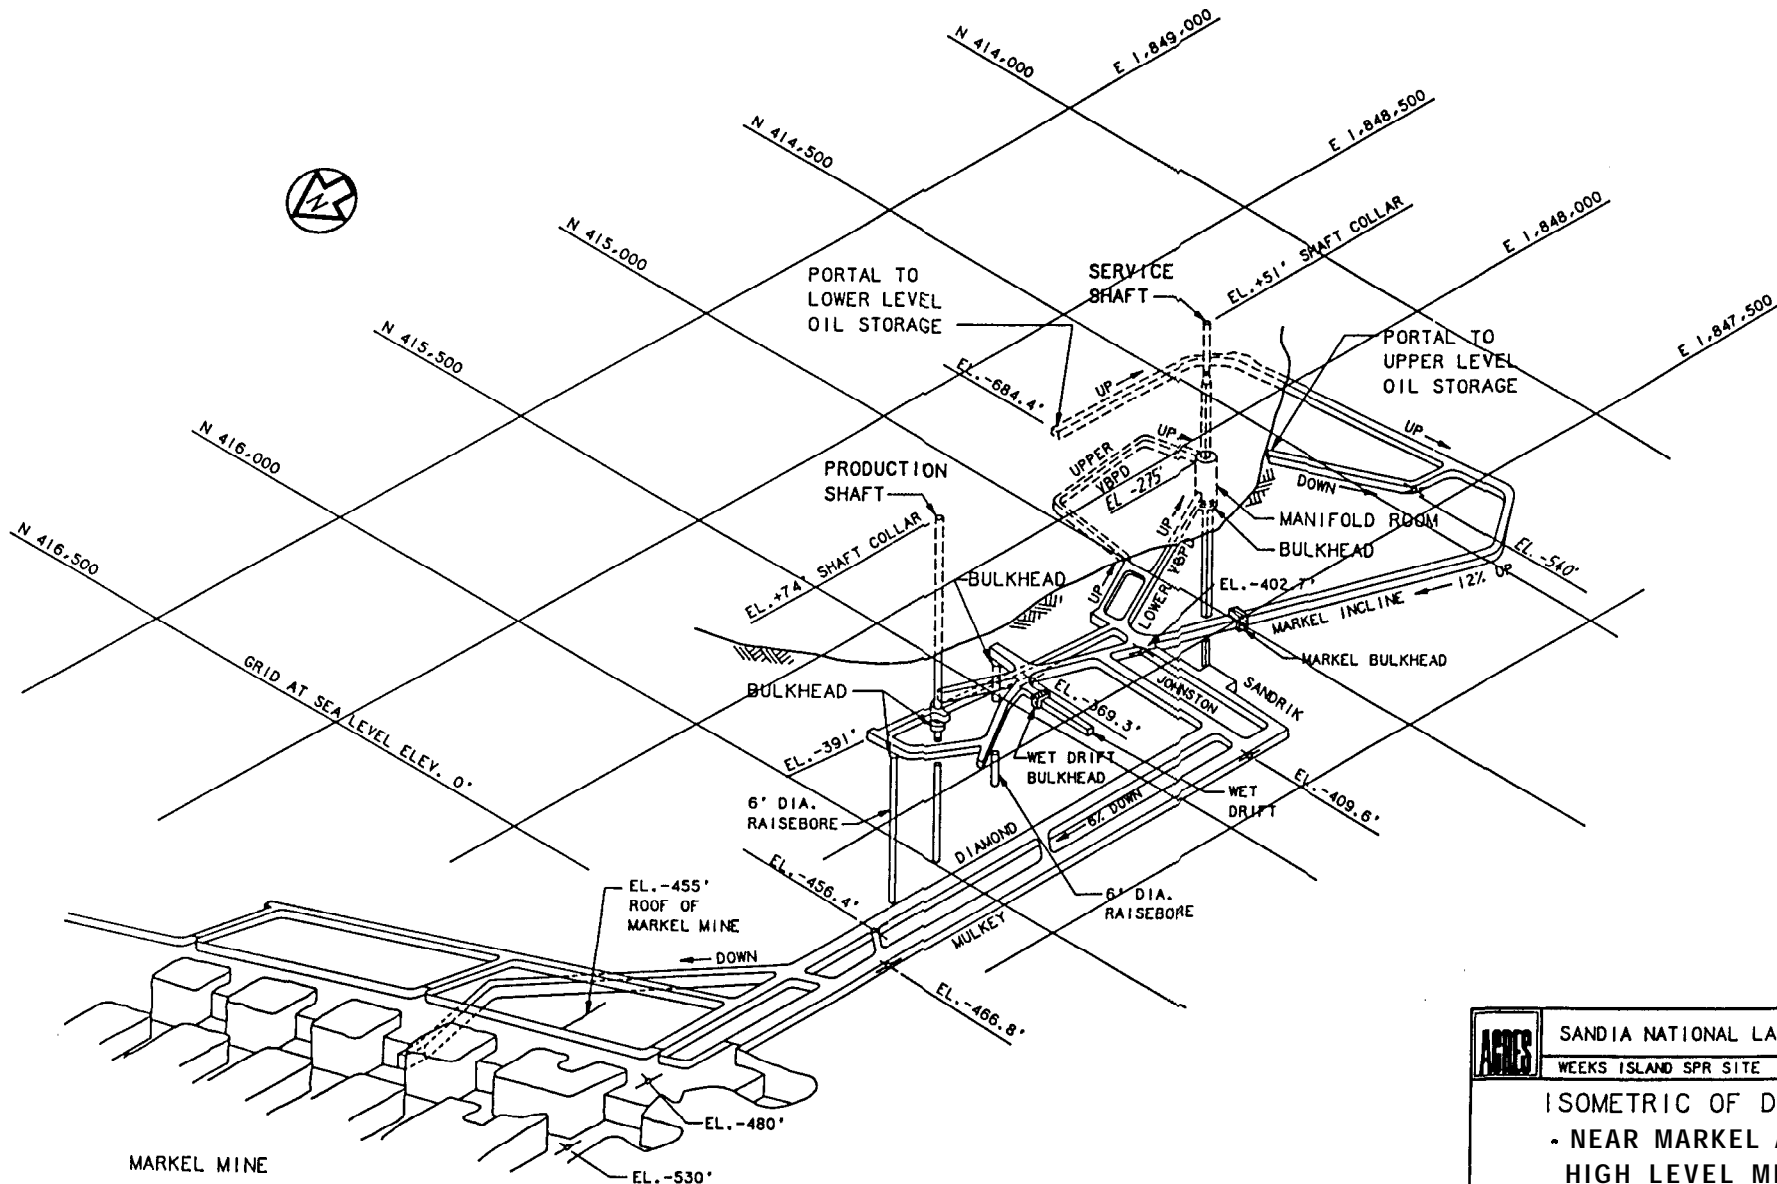 N 414,000
E 1,849,000
E 1,848,500
N 414,500
E 1,848,000
N 415,000
EL.+51' SHAFT COLLAR
SERVICE
SHAFT
PORTAL TO
LOWER LEVEL
OIL STORAGE
N
E 1,847,500
N 415,500
PORTAL TO
UPPER LEVEL
OIL STORAGE
EL.-684.4'
UP
UP
N 416,000
UPPER
VBPD
EL -275'
UP
PRODUCTION
SHAFT
DOWN
MANIFOLD ROOM
BULKHEAD
UP
N 416,500
EL.+74' SHAFT COLLAR
BULKHEAD
UP
LOWER VBPD
EL.-402.7'
EL.-540'
12% UP
MARKEL INCLINE
MARKEL BULKHEAD
GRID AT SEA LEVEL ELEV. 0'
BULKHEAD
EL.-369.3'
JOHNSTON
SANDRIK
EL.-391'
WET DRIFT
BULKHEAD
WET
DRIFT
EL.-409.6'
6' DIA.
RAISEBORE
6% DOWN
DIAMOND
EL.-456.4'
6' DIA.
RAISEBORE
EL.-455'
ROOF OF
MARKEL MINE
MULKEY
DOWN
EL.-466.8'
EL.-480'
EL.-530'
MARKEL MINE
ACRES
SANDIA NATIONAL LA
WEEKS ISLAND SPR SITE
ISOMETRIC OF D
- NEAR MARKEL
HIGH LEVEL